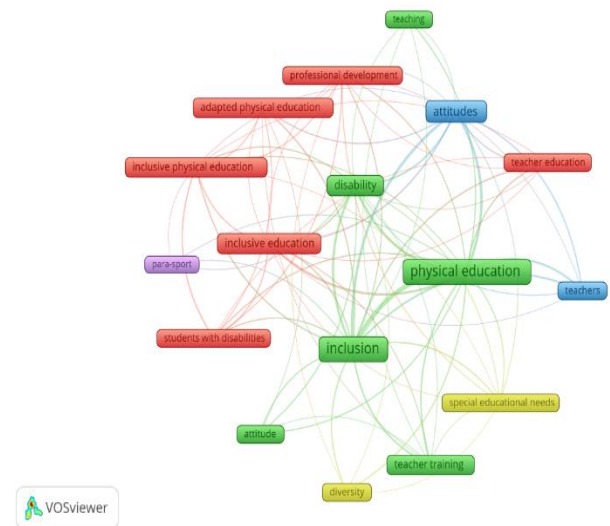 teaching
professional development
adapted physical education
attitudes
inclusive physical education
teacher education
disability
inclusive education
para-sport
physical education
teachers
students with disabilities
inclusion
special educational needs
attitude
teacher training
diversity
VOSviewer